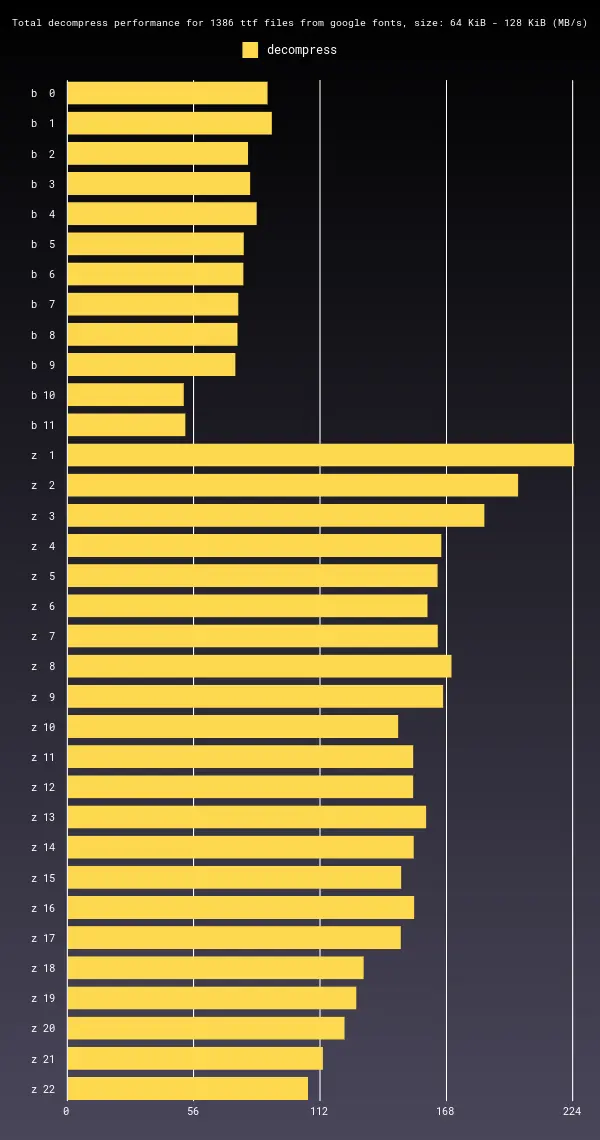 Total decompress performance for 1386 ttf files from google fonts, size: 64 KiB - 128 KiB (MB/s)
decompress
b 0
b 1
b 2
b 3
b 4
b 5
b 6
b 7
b 8
b 9
b 10
b 11
z 1
z 2
z 3
z 4
z 5
z 6
z 7
z 8
z 9
z 10
z 11
z 12
z 13
z 14
z 15
z 16
z 17
z 18
z 19
z 20
z 21
z 22
0 56 112 168 224